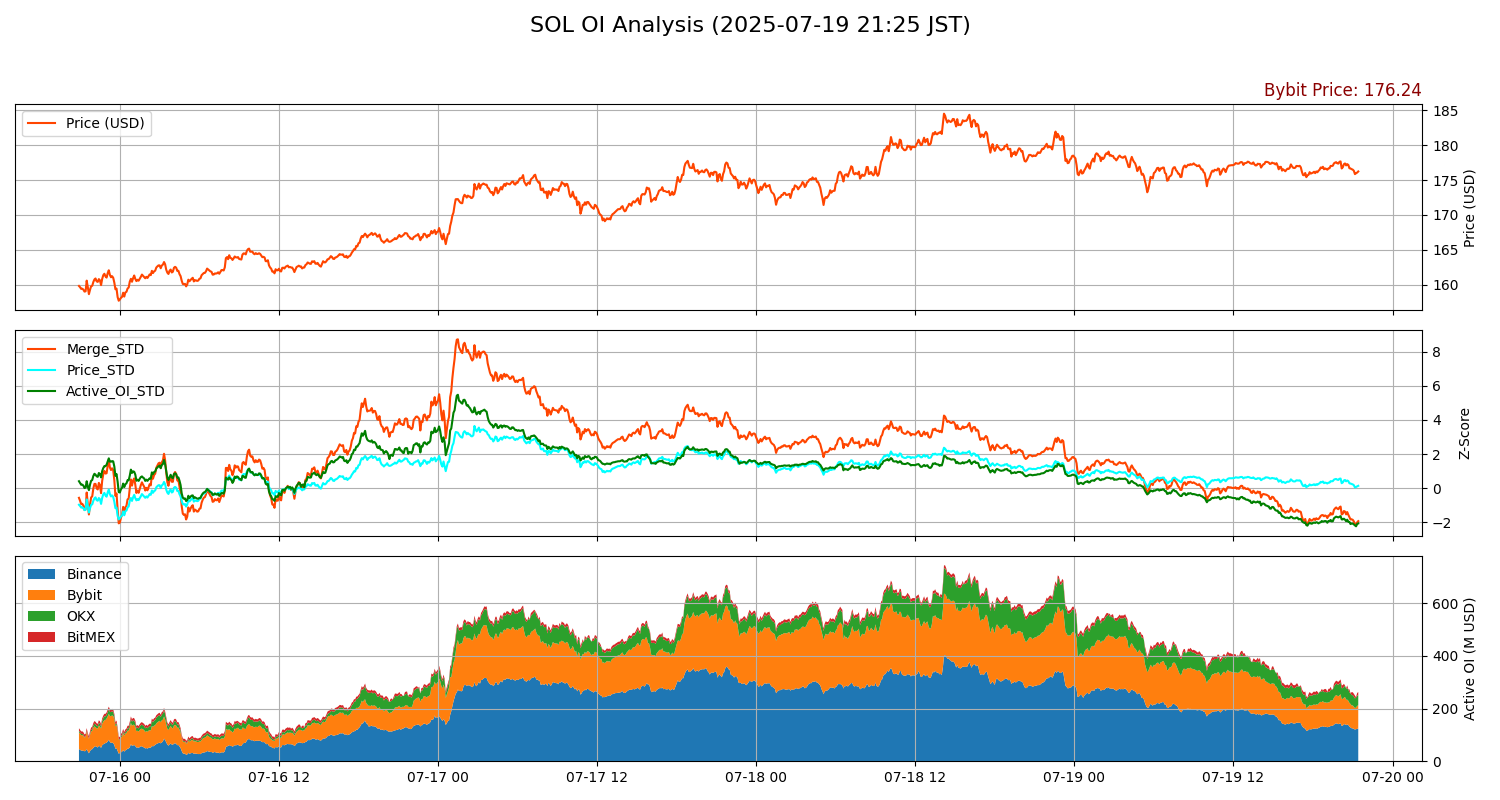 SOL OI Analysis (2025-07-19 21:25 JST)
Bybit Price: 176.24
Price (USD)
185
180
175
170
165
160
Price (USD)
Merge_STD
Price_STD
Active_OI_STD
8
6
4
2
0
−2
Z-Score
Binance
Bybit
OKX
BitMEX
600
400
200
0
Active OI (M USD)
07-16 00
07-16 12
07-17 00
07-17 12
07-18 00
07-18 12
07-19 00
07-19 12
07-20 00